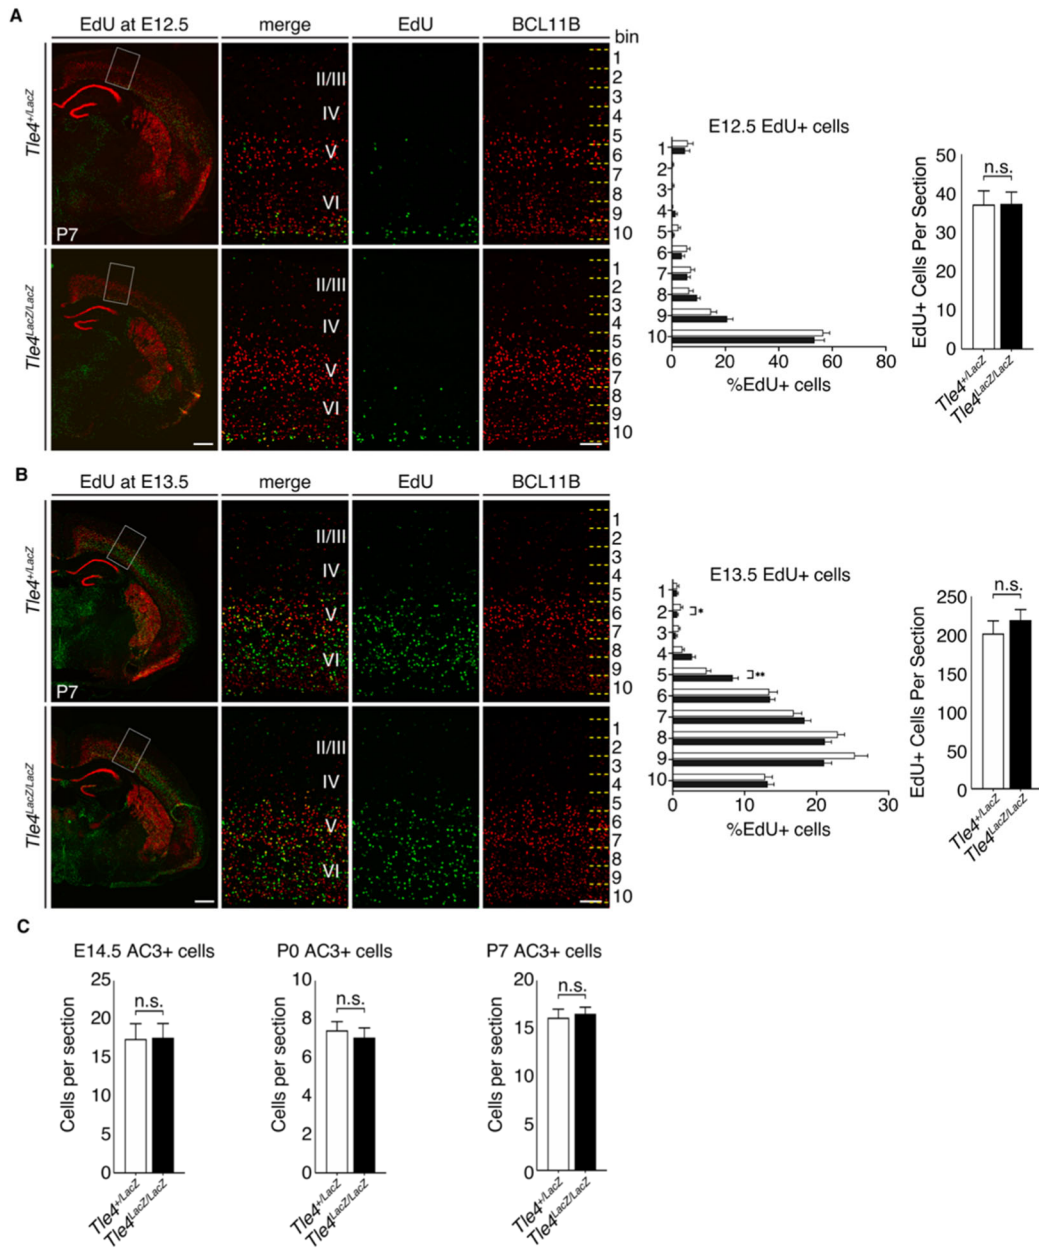 A
EdU at E12.5 merge EdU BCL11B
bin
Tle4+/LacZ
P7
II/III
IV
V
VI
1
2
3
4
5
6
7
8
9
10
Tle4LacZ/LacZ
II/III
IV
V
VI
1
2
3
4
5
6
7
8
9
10
E12.5 EdU+ cells
1
2
3
4
5
6
7
8
9
10
0 20 40 60 80
%EdU+ cells
EdU+ Cells Per Section
50
40
30
20
10
0
n.s.
Tle4+/LacZ
Tle4LacZ/LacZ
B
EdU at E13.5 merge EdU BCL11B
Tle4+/LacZ
P7
II/III
IV
V
VI
1
2
3
4
5
6
7
8
9
10
Tle4LacZ/LacZ
II/III
IV
V
VI
1
2
3
4
5
6
7
8
9
10
E13.5 EdU+ cells
1
2
*
3
4
5
**
6
7
8
9
10
0 10 20 30
%EdU+ cells
EdU+ Cells Per Section
250
200
150
100
50
0
n.s.
Tle4+/LacZ
Tle4LacZ/LacZ
C
E14.5 AC3+ cells
Cells per section
25
20
15
10
5
0
n.s.
Tle4+/LacZ
Tle4LacZ/LacZ
P0 AC3+ cells
Cells per section
10
8
6
4
2
0
n.s.
Tle4+/LacZ
Tle4LacZ/LacZ
P7 AC3+ cells
Cells per section
20
15
10
5
0
n.s.
Tle4+/LacZ
Tle4LacZ/LacZ